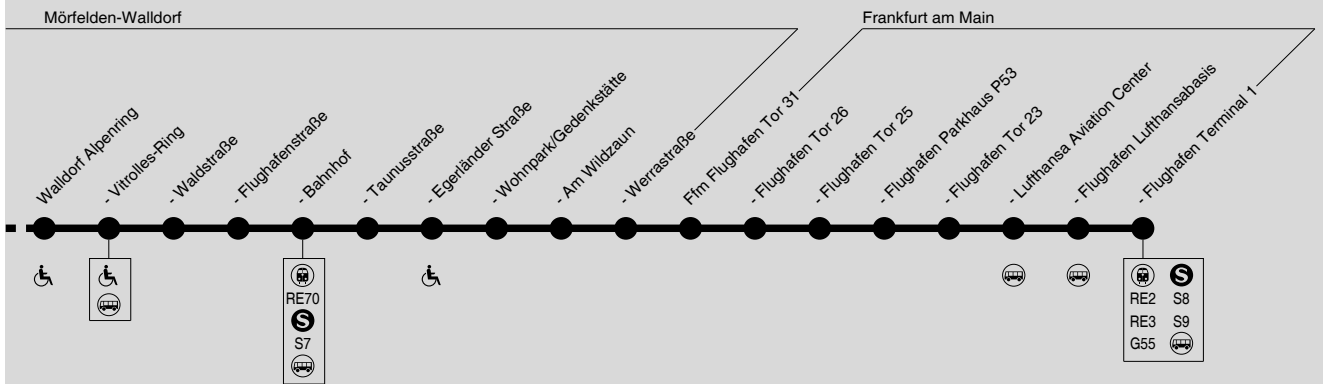 Mörfelden-Walldorf
Frankfurt am Main
Walldorf Alpenring
- Vitrolles-Ring
- Waldstraße
- Flughafenstraße
- Bahnhof
- Taunusstraße
- Egerländer Straße
- Wohnpark/Gedenkstätte
- Am Wildzaun
- Werrastraße
Ffm Flughafen Tor 31
- Flughafen Tor 26
- Flughafen Tor 25
- Flughafen Parkhaus P53
- Flughafen Tor 23
- Lufthansa Aviation Center
- Flughafen Lufthansabasis
- Flughafen Terminal 1
RE70
S
S7
S
RE2 S8
RE3 S9
G55